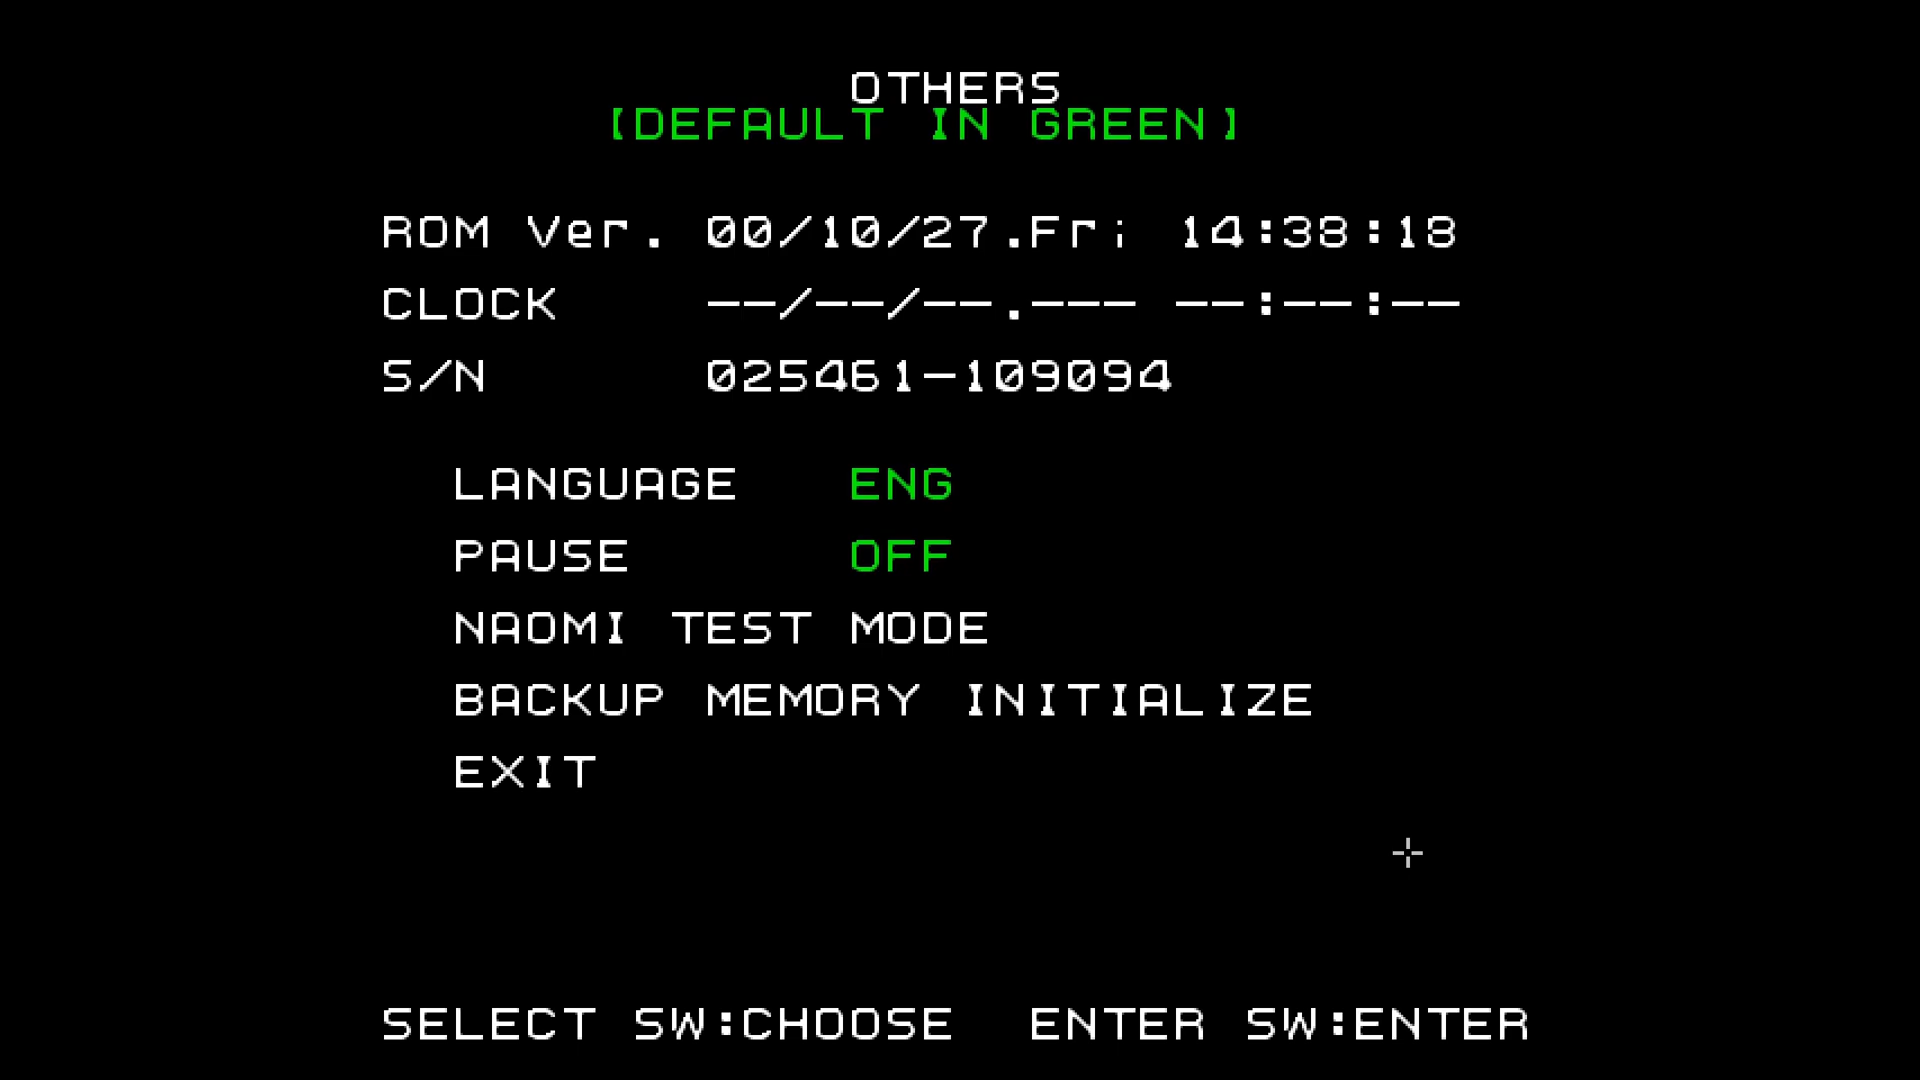 OTHERS
[DEFAULT IN GREEN]
ROM Ver. 00/10/27.Fri 14:38:18
CLOCK --/--/--.--- --:--:--
S/N 025461-109094
LANGUAGE ENG
PAUSE OFF
NAOMI TEST MODE
BACKUP MEMORY INITIALIZE
EXIT
SELECT SW:CHOOSE ENTER SW:ENTER